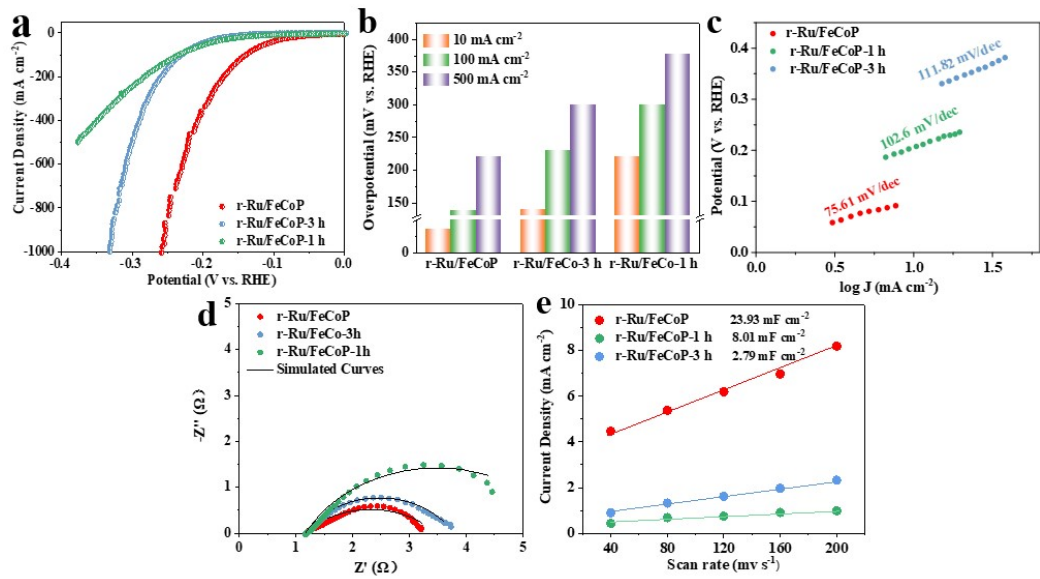 a
0
-200
-400
-600
-800
-1000
-0.4
-0.3
-0.2
-0.1
0.0
Current Density (mA cm⁻²)
Potential (V vs. RHE)
r-Ru/FeCoP
r-Ru/FeCoP-3 h
r-Ru/FeCoP-1 h
b
10 mA cm⁻²
100 mA cm⁻²
500 mA cm⁻²
400
350
300
250
200
150
0
Overpotential (mV vs. RHE)
r-Ru/FeCoP
r-Ru/FeCo-3 h
r-Ru/FeCo-1 h
c
r-Ru/FeCoP
r-Ru/FeCoP-1 h
r-Ru/FeCoP-3 h
111.82 mV/dec
102.6 mV/dec
75.61 mV/dec
0.4
0.3
0.2
0.1
0.0
0.0
0.5
1.0
1.5
2.0
Potential (V vs. RHE)
log J (mA cm⁻²)
d
r-Ru/FeCoP
r-Ru/FeCo-3h
r-Ru/FeCoP-1h
Simulated Curves
5
4
3
2
1
0
0
1
2
3
4
5
-Z'' (Ω)
Z' (Ω)
e
r-Ru/FeCoP 23.93 mF cm⁻²
r-Ru/FeCoP-1 h 8.01 mF cm⁻²
r-Ru/FeCoP-3 h 2.79 mF cm⁻²
10
8
6
4
2
0
40
80
120
160
200
Current Density (mA cm⁻²)
Scan rate (mv s⁻¹)